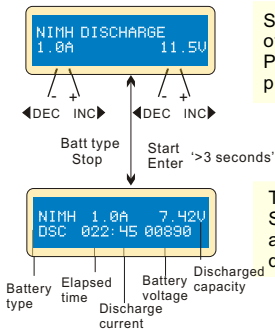 NIMH DISCHARGE
1.0A 11.5V
- + - +
DEC INC DEC INC
Batt type
Stop
Start
Enter '>3 seconds'
NIMH 1.0A 7.42V
DSC 022:45 00890
Battery
type
Elapsed
time
Discharge
current
Battery
voltage
Discharged
capacity
S
o
P
p
T
S
a